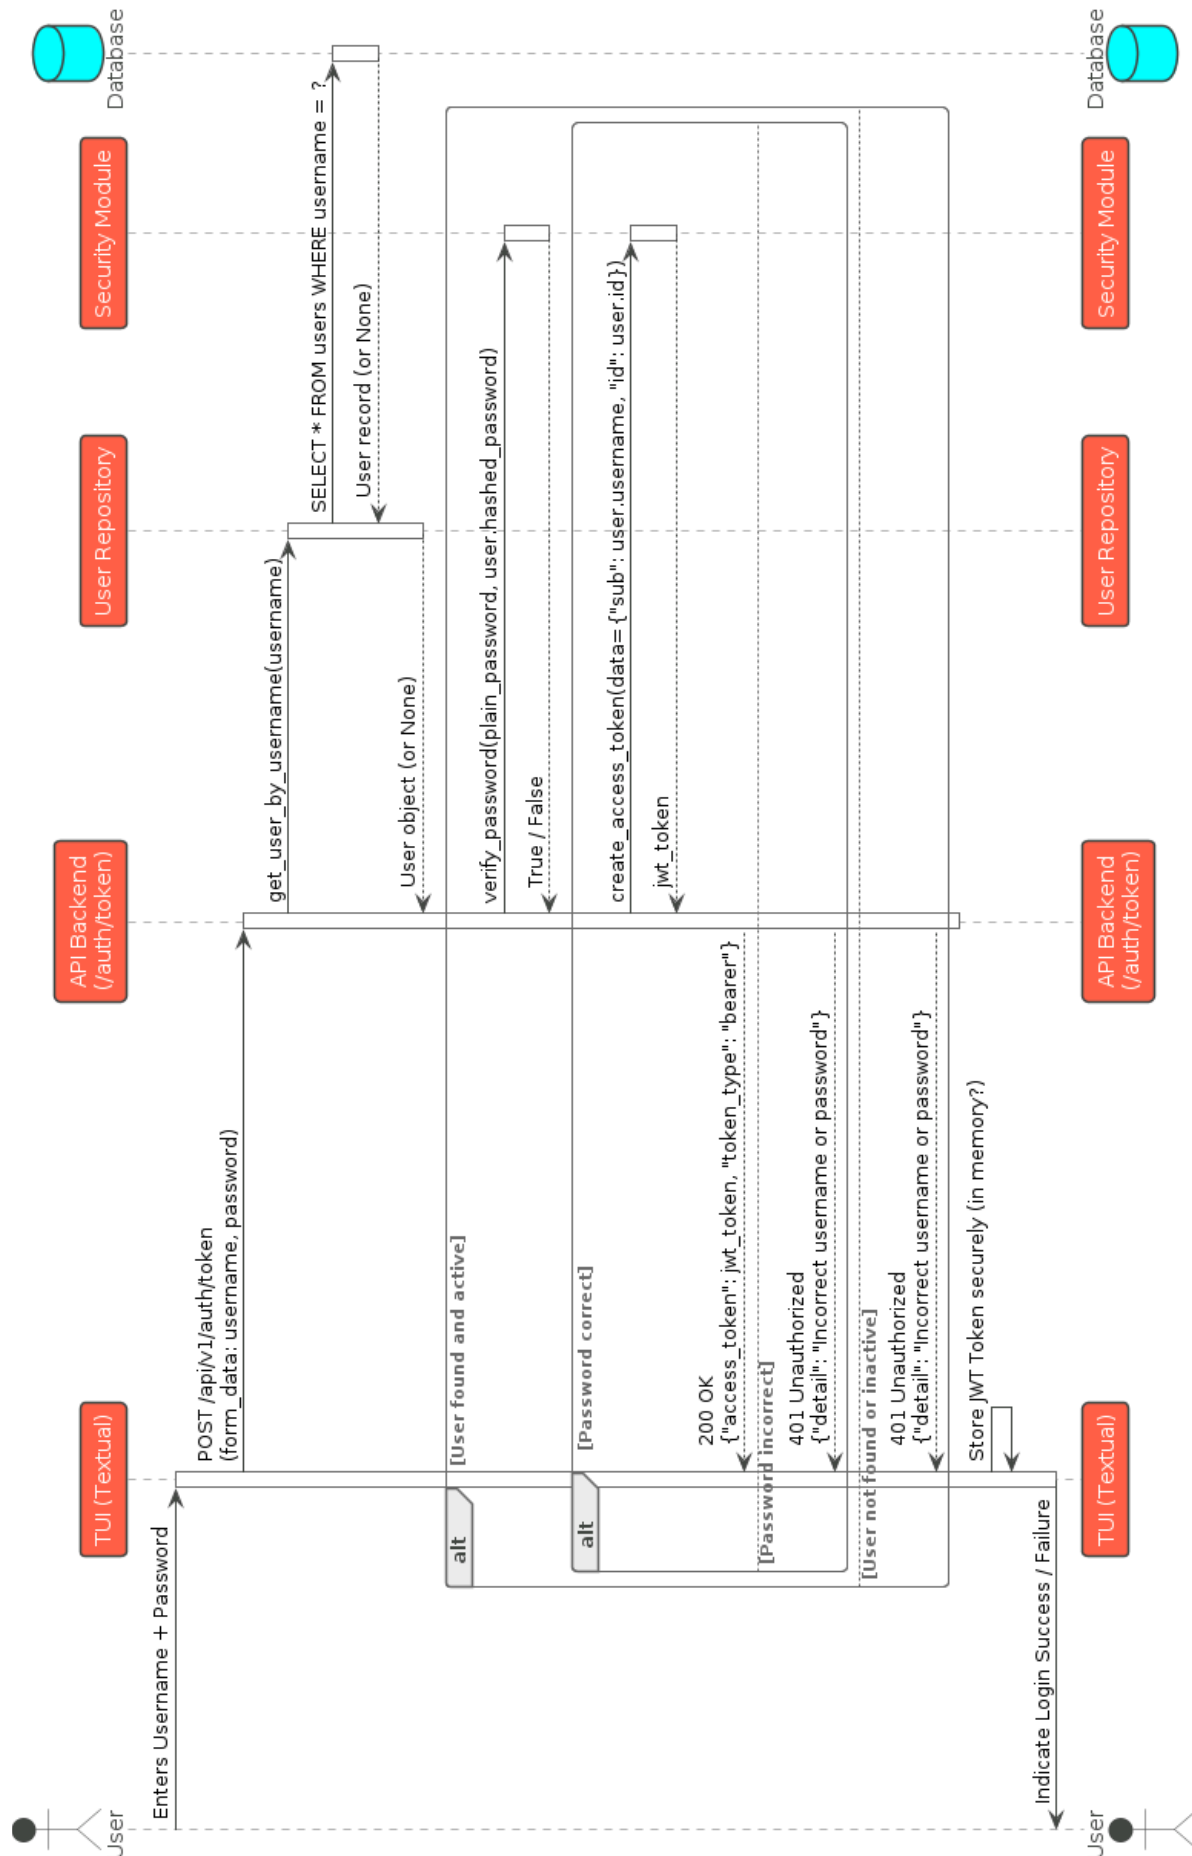 User
TUI (Textual)
API Backend
(/auth/token)
User Repository
Security Module
Database
Enters Username + Password
POST /api/v1/auth/token
(form_data: username, password)
get_user_by_username(username)
SELECT * FROM users WHERE username = ?
User record (or None)
User object (or None)
alt
[User found and active]
verify_password(plain_password, user.hashed_password)
True / False
alt
[Password correct]
create_access_token(data={"sub": user.username, "id": user.id})
jwt_token
200 OK
{"access_token": jwt_token, "token_type": "bearer"}
[Password incorrect]
401 Unauthorized
{"detail": "Incorrect username or password"}
[User not found or inactive]
401 Unauthorized
{"detail": "Incorrect username or password"}
Store JWT Token securely (in memory?)
Indicate Login Success / Failure
User
TUI (Textual)
API Backend
(/auth/token)
User Repository
Security Module
Database